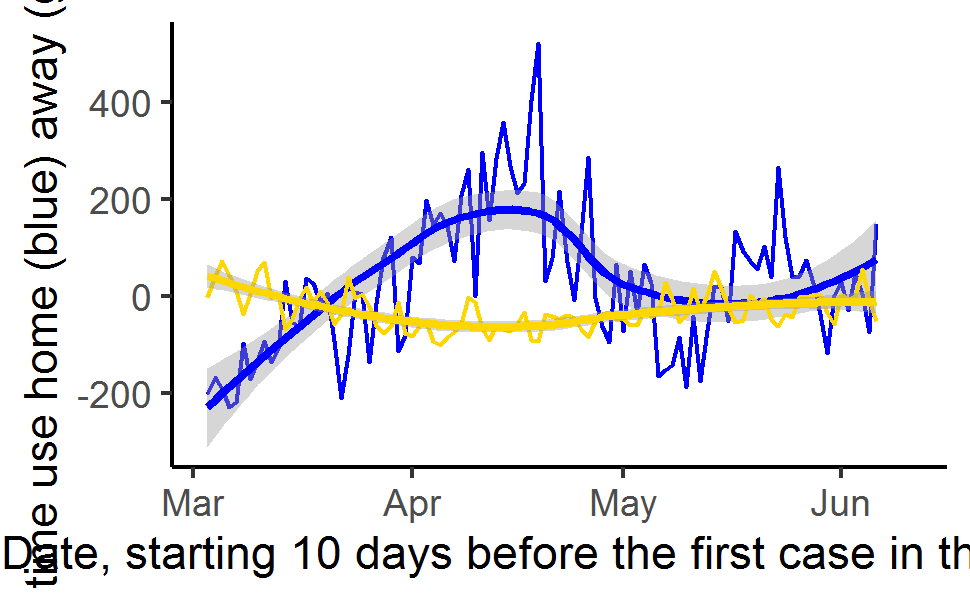 time use home (blue) away (
400
200
0
-200
Mar Apr May Jun
Date, starting 10 days before the first case in th